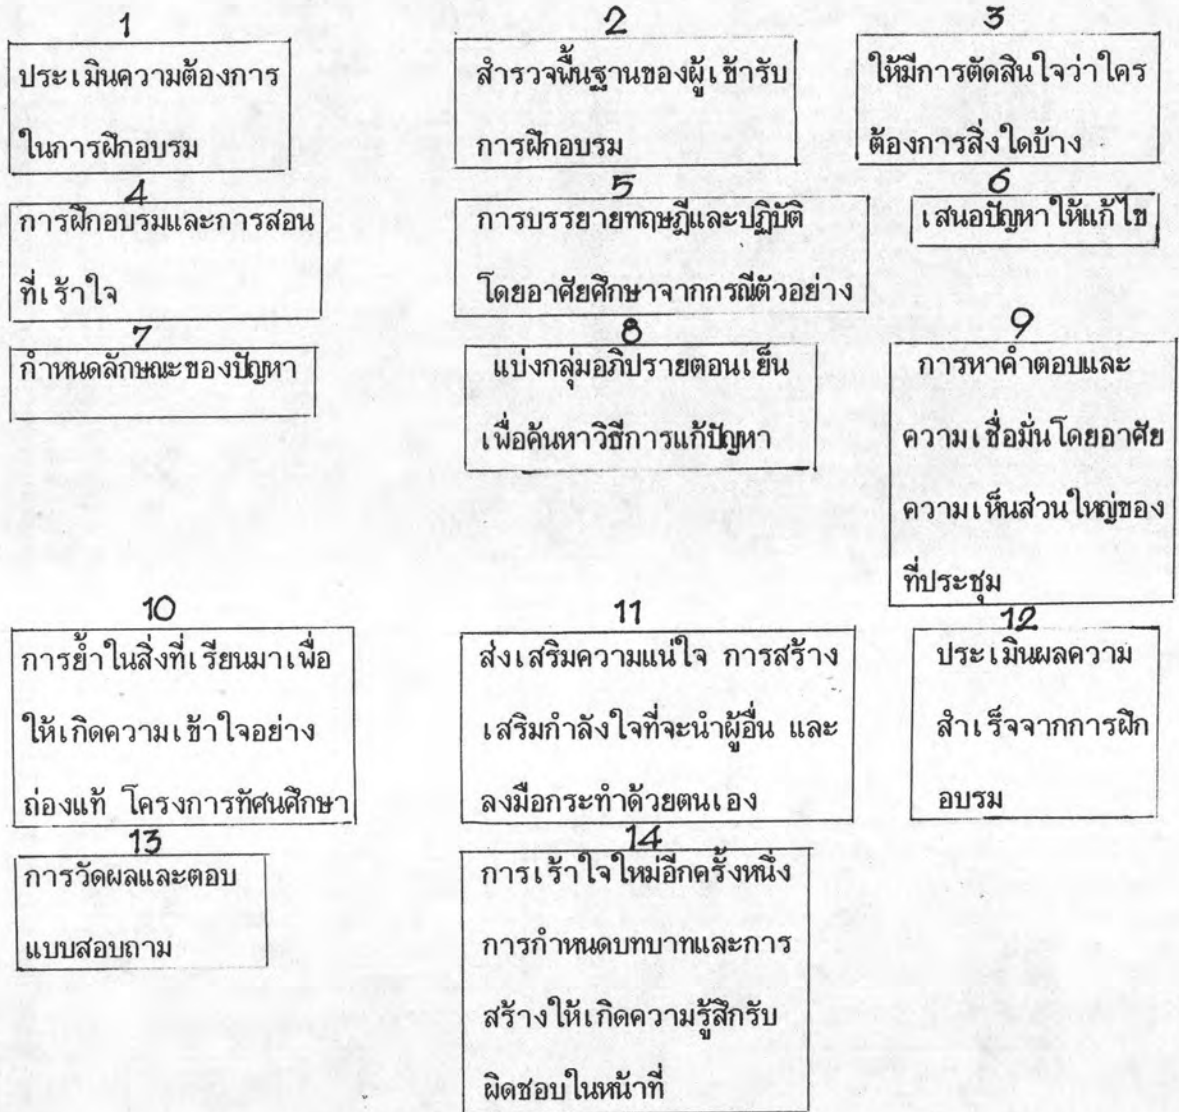 1
ประเมินความต้องการ
ในการฝึกอบรม
2
สำรวจพื้นฐานของผู้เข้ารับ
การฝึกอบรม
3
ให้มีการตัดสินใจว่าใคร
ต้องการสิ่งใดบ้าง
4
การฝึกอบรมและการสอน
ที่เร้าใจ
5
การบรรยายทฤษฎีและปฏิบัติ
โดยอาศัยศึกษาจากกรณีตัวอย่าง
6
เสนอปัญหาให้แก้ไข
7
กำหนดลักษณะของปัญหา
8
แบ่งกลุ่มอภิปรายตอนเย็น
เพื่อค้นหาวิธีการแก้ปัญหา
9
การหาคำตอบและ
ความเชื่อมั่นโดยอาศัย
ความเห็นส่วนใหญ่ของ
ที่ประชุม
10
การย้ำในสิ่งที่เรียนมาเพื่อ
ให้เกิดความเข้าใจอย่าง
ถ่องแท้ โครงการทัศนศึกษา
11
ส่งเสริมความแน่ใจ การสร้าง
เสริมกำลังใจที่จะนำผู้อื่น และ
ลงมือกระทำด้วยตนเอง
12
ประเมินผลความ
สำเร็จจากการฝึก
อบรม
13
การวัดผลและตอบ
แบบสอบถาม
14
การเร้าใจใหม่อีกครั้งหนึ่ง
การกำหนดบทบาทและการ
สร้างให้เกิดความรู้สึกรับ
ผิดชอบในหน้าที่